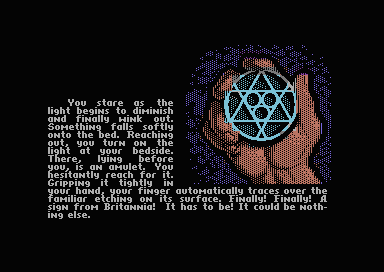 You stare as the
light begins to diminish
and finally wink out.
Something falls softly
onto the bed. Reaching
out, you turn on the
light at your bedside.
There, lying before
you, is an amulet. You
hesitantly reach for it.
Gripping it tightly in
your hand, your finger automatically traces over the
familiar etching on its surface. Finally! Finally! A
sign from Britannia! It has to be! It could be noth-
ing else.